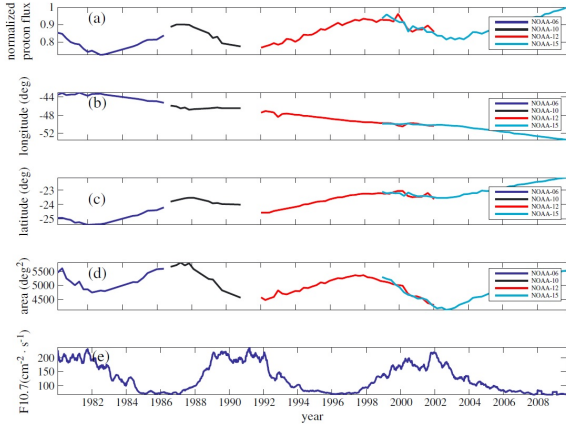 normalized
proton flux
1
0.9
0.8
(a)
NOAA-06
NOAA-10
NOAA-12
NOAA-15
longitude (deg)
-44
-48
-52
(b)
NOAA-06
NOAA-10
NOAA-12
NOAA-15
latitude (deg)
-23
-24
-25
(c)
NOAA-06
NOAA-10
NOAA-12
NOAA-15
area (deg²)
5500
5000
4500
(d)
NOAA-06
NOAA-10
NOAA-12
NOAA-15
F10.7(cm⁻² · s⁻¹)
200
150
100
(e)
1982 1984 1986 1988 1990 1992 1994 1996 1998 2000 2002 2004 2006 2008
year